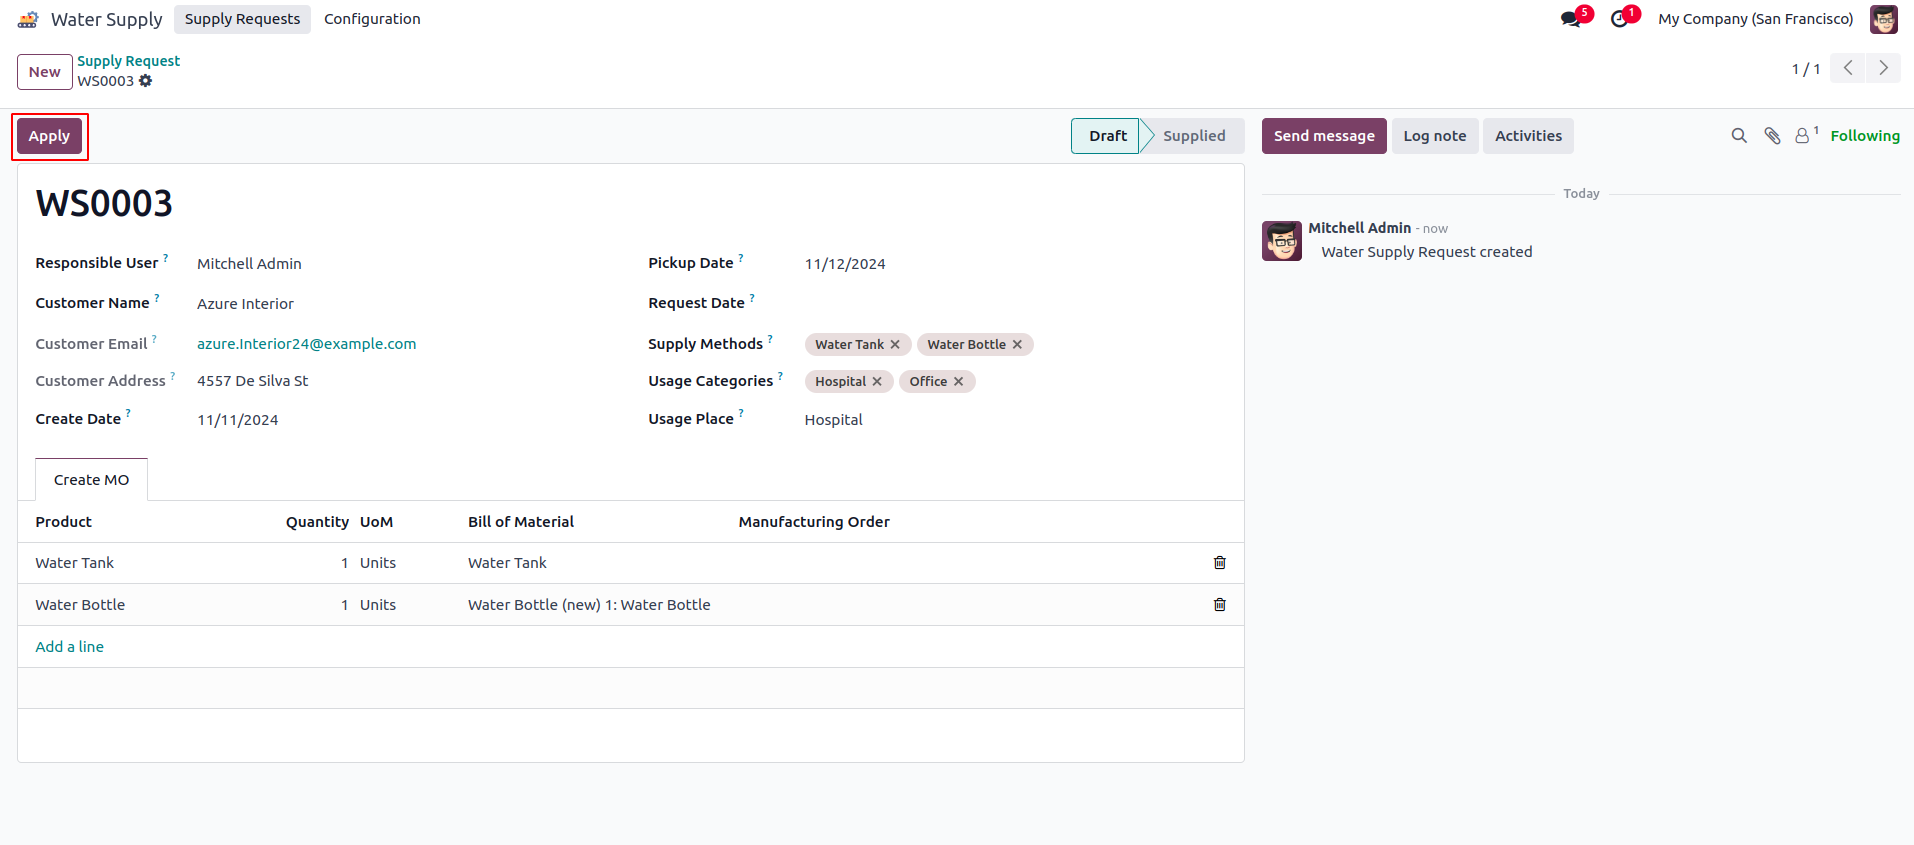 Water Supply Supply Requests Configuration 5 1 My Company (San Francisco)
New Supply Request
WS0003
1 / 1
Apply Draft Supplied Send message Log note Activities 1 Following
WS0003
Today
Mitchell Admin - now
Water Supply Request created
Responsible User ? Mitchell Admin Pickup Date ? 11/12/2024
Customer Name ? Azure Interior Request Date ?
Customer Email ? azure.Interior24@example.com Supply Methods ? Water Tank Water Bottle
Customer Address ? 4557 De Silva St Usage Categories ? Hospital Office
Create Date ? 11/11/2024 Usage Place ? Hospital
Create MO
Product Quantity UoM Bill of Material Manufacturing Order
Water Tank 1 Units Water Tank
Water Bottle 1 Units Water Bottle (new) 1: Water Bottle
Add a line